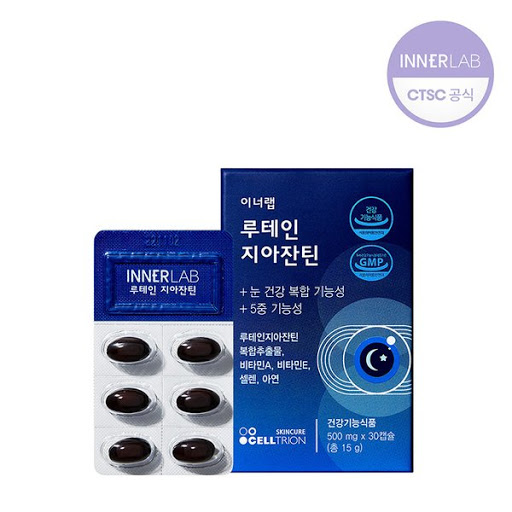 INNERLAB
CTSC 공식
이너랩
루테인
지아잔틴
건강
기능식품
GMP
+ 눈 건강 복합 기능성
+ 5중 기능성
루테인지아잔틴
복합추출물,
비타민A, 비타민E,
셀렌, 아연
SKINCURE
CELLTRION
건강기능식품
500 mg x 30캡슐
(총 15 g)
INNERLAB
루테인 지아잔틴